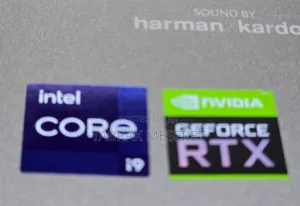 SOUND BY
harman/kardo
intel
CORE
i9
NVIDIA
GEFORCE
RTX